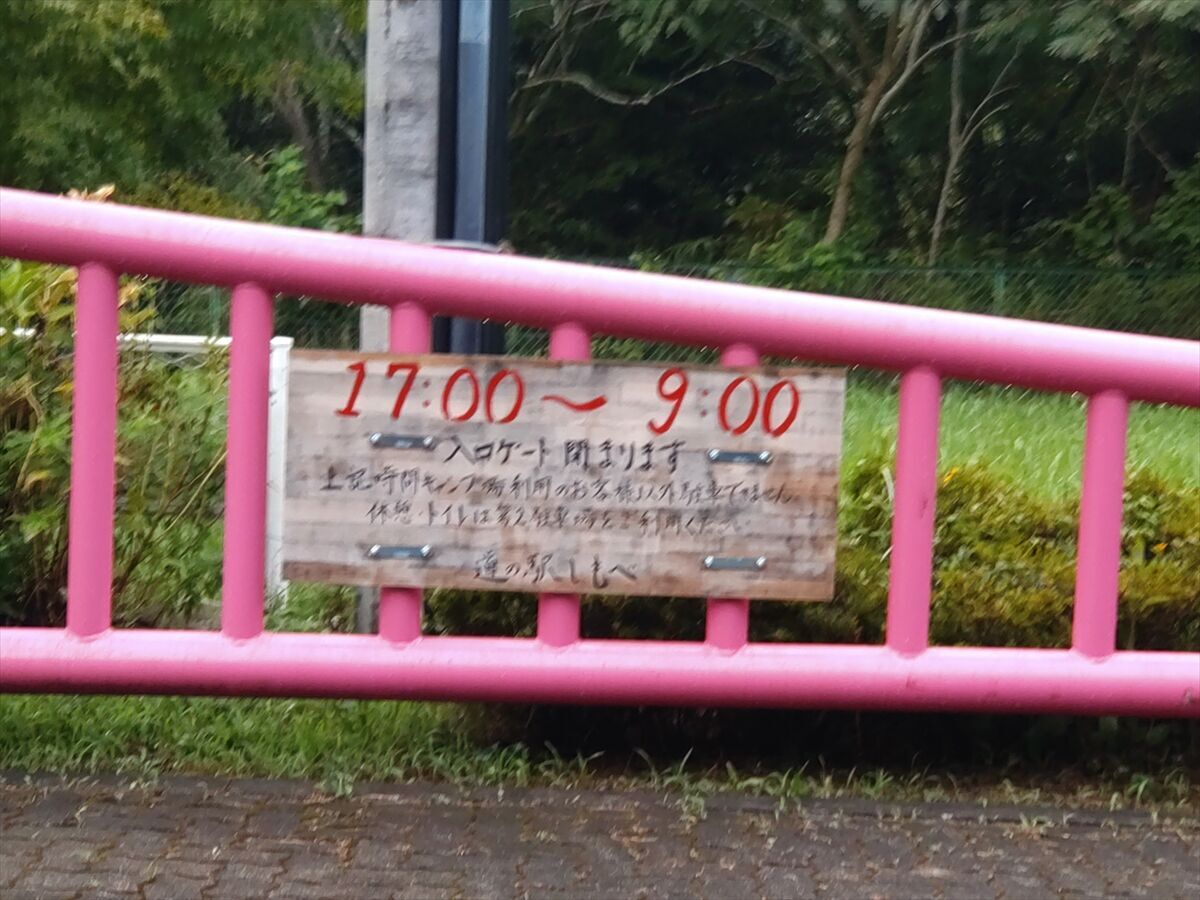 17:00～9:00
入口ゲート閉まります
上記時間キャンプ場利用のお客様以外駐車できません
休憩・トイレは第2駐車場をご利用ください
道の駅しもべ